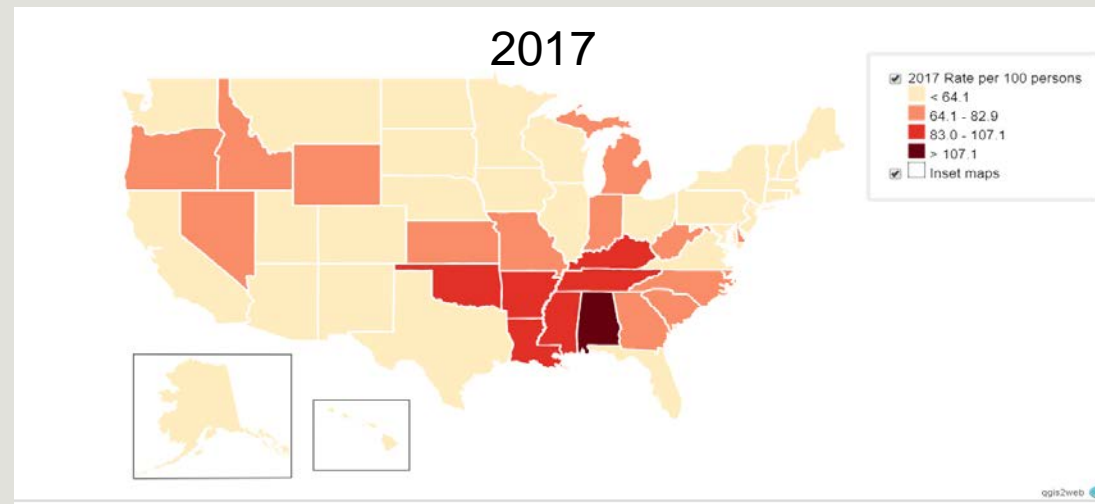 2017
2017 Rate per 100 persons
< 64.1
64.1 - 82.9
83.0 - 107.1
> 107.1
Inset maps
qgis2web